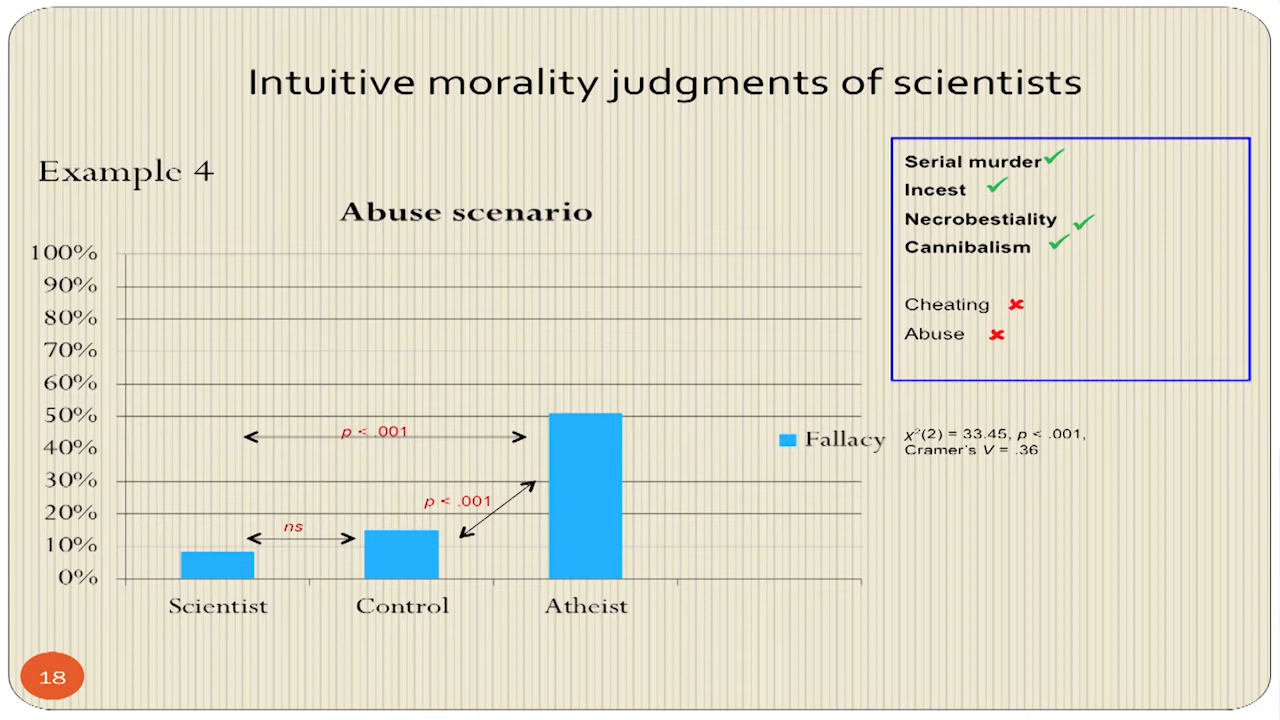 Intuitive morality judgments of scientists
Example 4
Abuse scenario
100%
90%
80%
70%
60%
50%
40%
30%
20%
10%
0%
p < .001
p < .001
ns
Scientist
Control
Atheist
Fallacy
Serial murder
Incest
Necrobestiality
Cannibalism
Cheating
Abuse
χ²(2) = 33.45, p < .001,
Cramer's V = .36
18